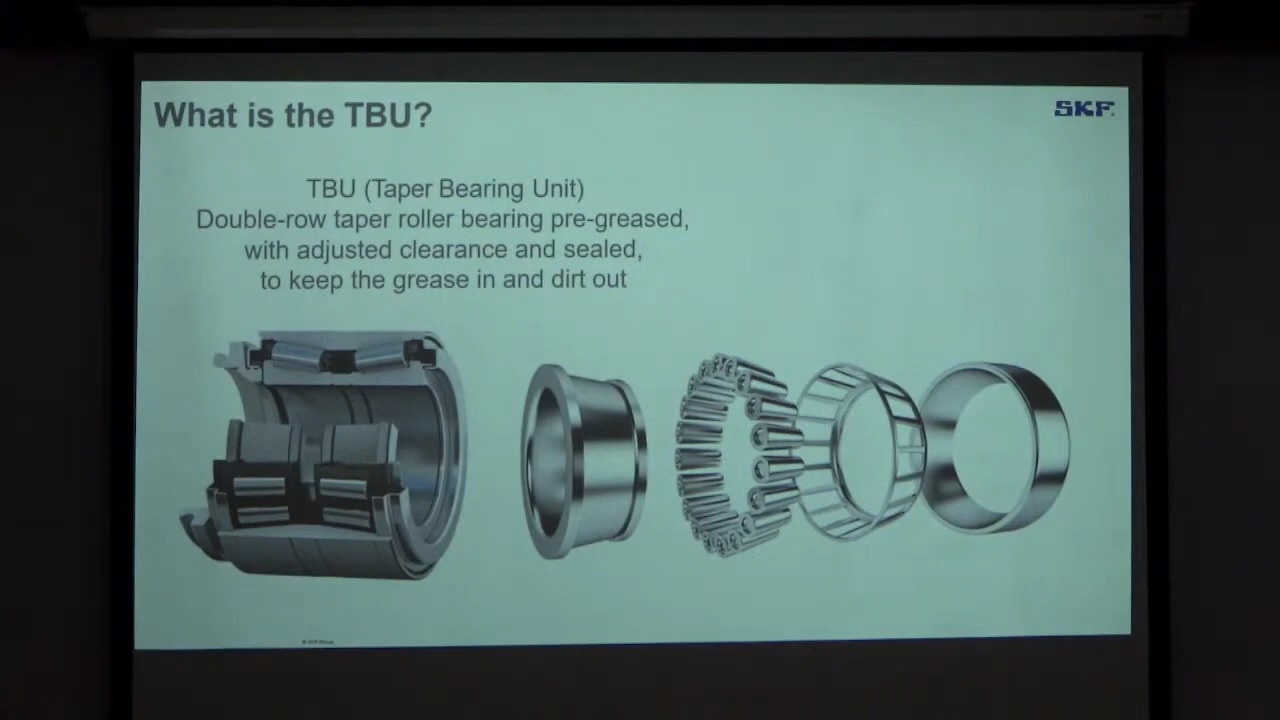 What is the TBU?
SKF
TBU (Taper Bearing Unit)
Double-row taper roller bearing pre-greased,
with adjusted clearance and sealed,
to keep the grease in and dirt out